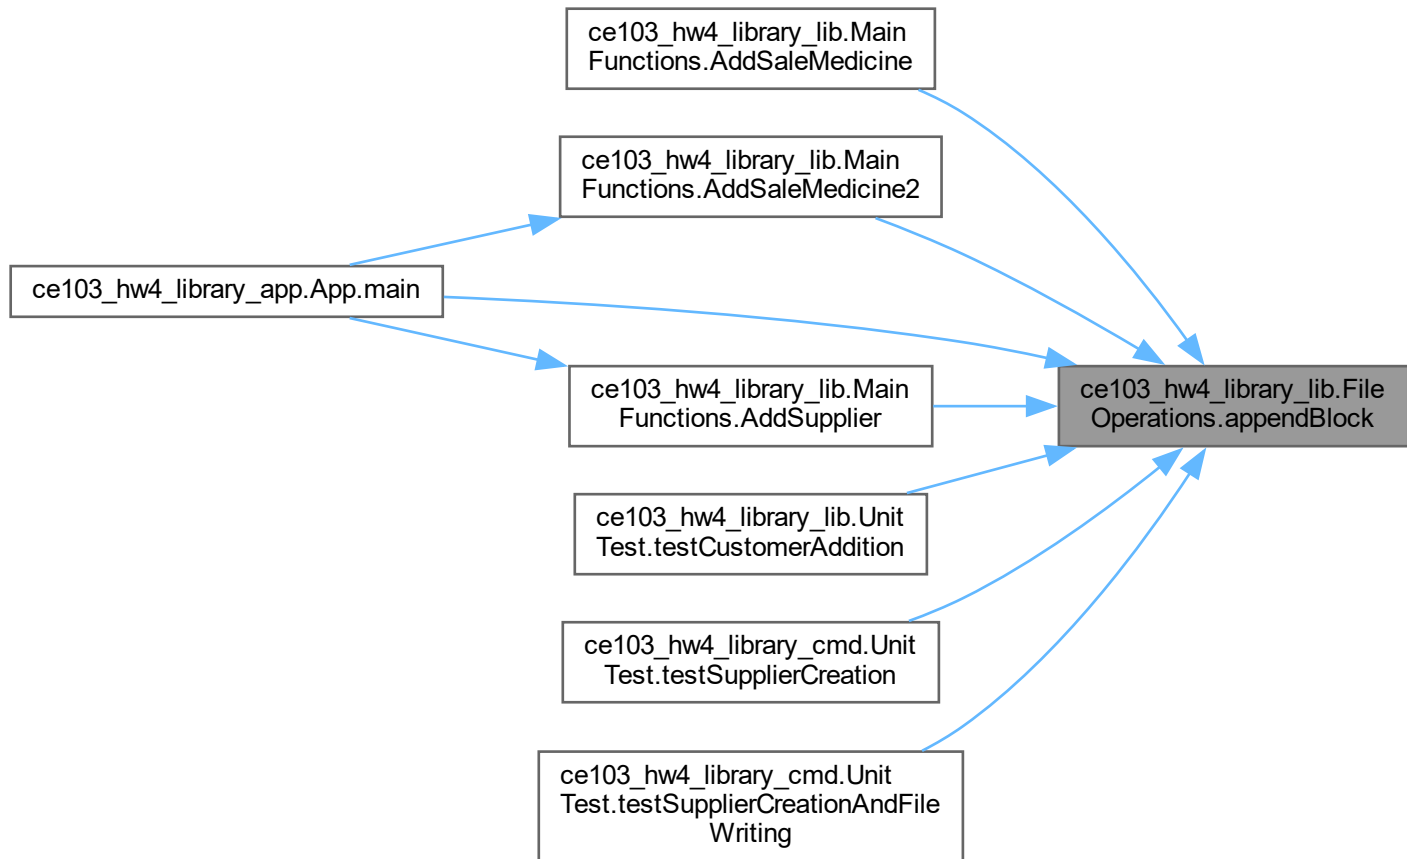 ce103_hw4_library_lib.Main
Functions.AddSaleMedicine
ce103_hw4_library_lib.Main
Functions.AddSaleMedicine2
ce103_hw4_library_app.App.main
ce103_hw4_library_lib.Main
Functions.AddSupplier
ce103_hw4_library_lib.File
Operations.appendBlock
ce103_hw4_library_lib.Unit
Test.testCustomerAddition
ce103_hw4_library_cmd.Unit
Test.testSupplierCreation
ce103_hw4_library_cmd.Unit
Test.testSupplierCreationAndFile
Writing